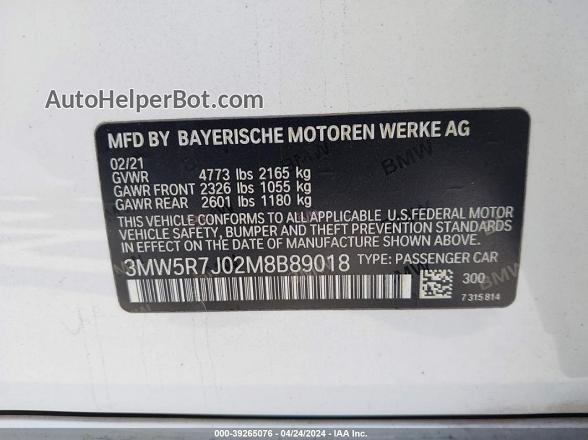 AutoHelperBot.com
MFD BY BAYERISCHE MOTOREN WERKE AG
02/21
GVWR 4773 lbs 2165 kg
GAWR FRONT 2326 lbs 1055 kg
GAWR REAR 2601 lbs 1180 kg
THIS VEHICLE CONFORMS TO ALL APPLICABLE U.S.FEDERAL MOTOR
VEHICLE SAFETY, BUMPER AND THEFT PREVENTION STANDARDS
IN EFFECT ON THE DATE OF MANUFACTURE SHOWN ABOVE.
3MW5R7J02M8B89018 TYPE: PASSENGER CAR
300
7315814
AutoHelperBot.com
000-39265076 - 04/24/2024 - IAA Inc.